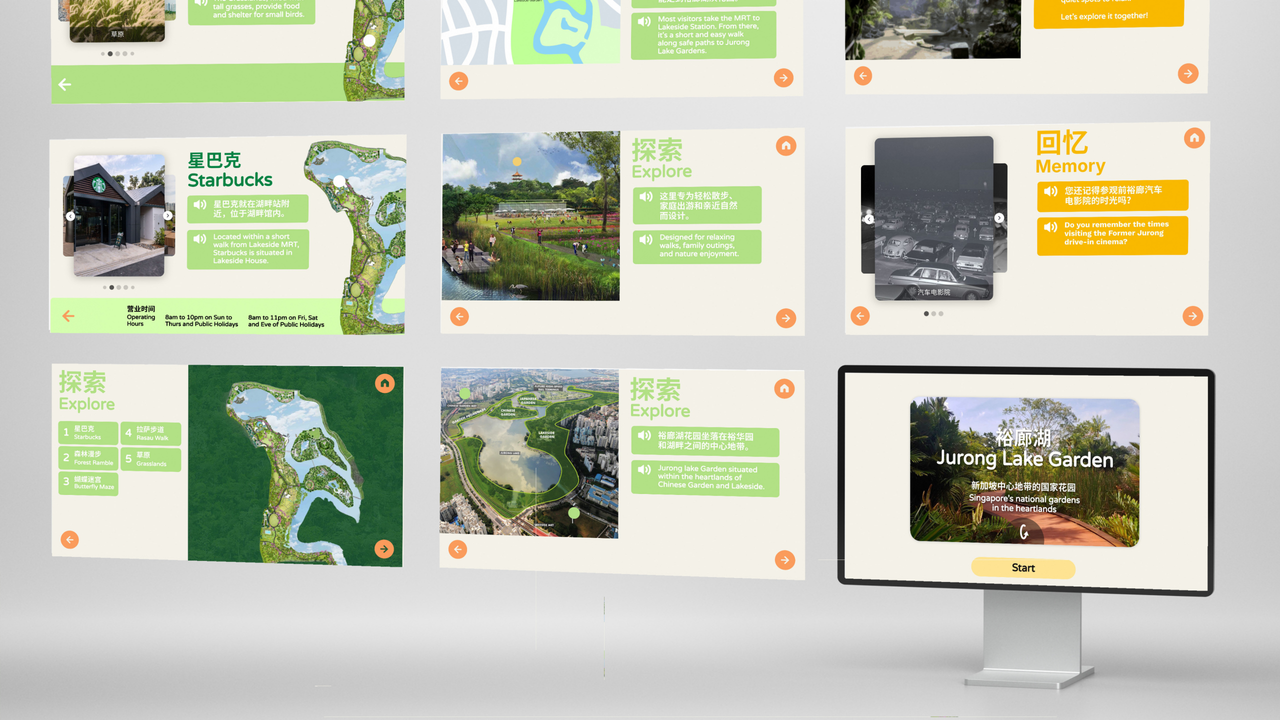 tall grasses, provide food
and shelter for small birds.
草原
Most visitors take the MRT to
Lakeside Station. From there,
it's a short and easy walk
along safe paths to Jurong
Lake Gardens.
Let's explore it together!
星巴克
Starbucks
星巴克就在湖畔站附
近，位于湖畔馆内。
Located within a short
walk from Lakeside MRT,
Starbucks is situated in
Lakeside House.
营业时间
Operating
Hours
8am to 10pm on Sun to
Thurs and Public Holidays
8am to 11pm on Fri, Sat
and Eve of Public Holidays
探索
Explore
这里专为轻松散步、
家庭出游和亲近自然
而设计。
Designed for relaxing
walks, family outings,
and nature enjoyment.
回忆
Memory
您还记得参观前裕廊汽车
电影院的时光吗？
Do you remember the times
visiting the Former Jurong
drive-in cinema?
汽车电影院
探索
Explore
1 星巴克
Starbucks
2 森林漫步
Forest Ramble
3 蝴蝶迷宫
Butterfly Maze
4 拉萨步道
Rasau Walk
5 草原
Grasslands
探索
Explore
裕廊湖花园坐落在裕华园
和湖畔之间的中心地带。
Jurong lake Garden situated
within the heartlands of
Chinese Garden and Lakeside.
JAPANESE
GARDEN
CHINESE
GARDEN
LAKESIDE
GARDEN
裕廊湖
Jurong Lake Garden
新加坡中心地带的国家花园
Singapore's national gardens
in the heartlands
Start